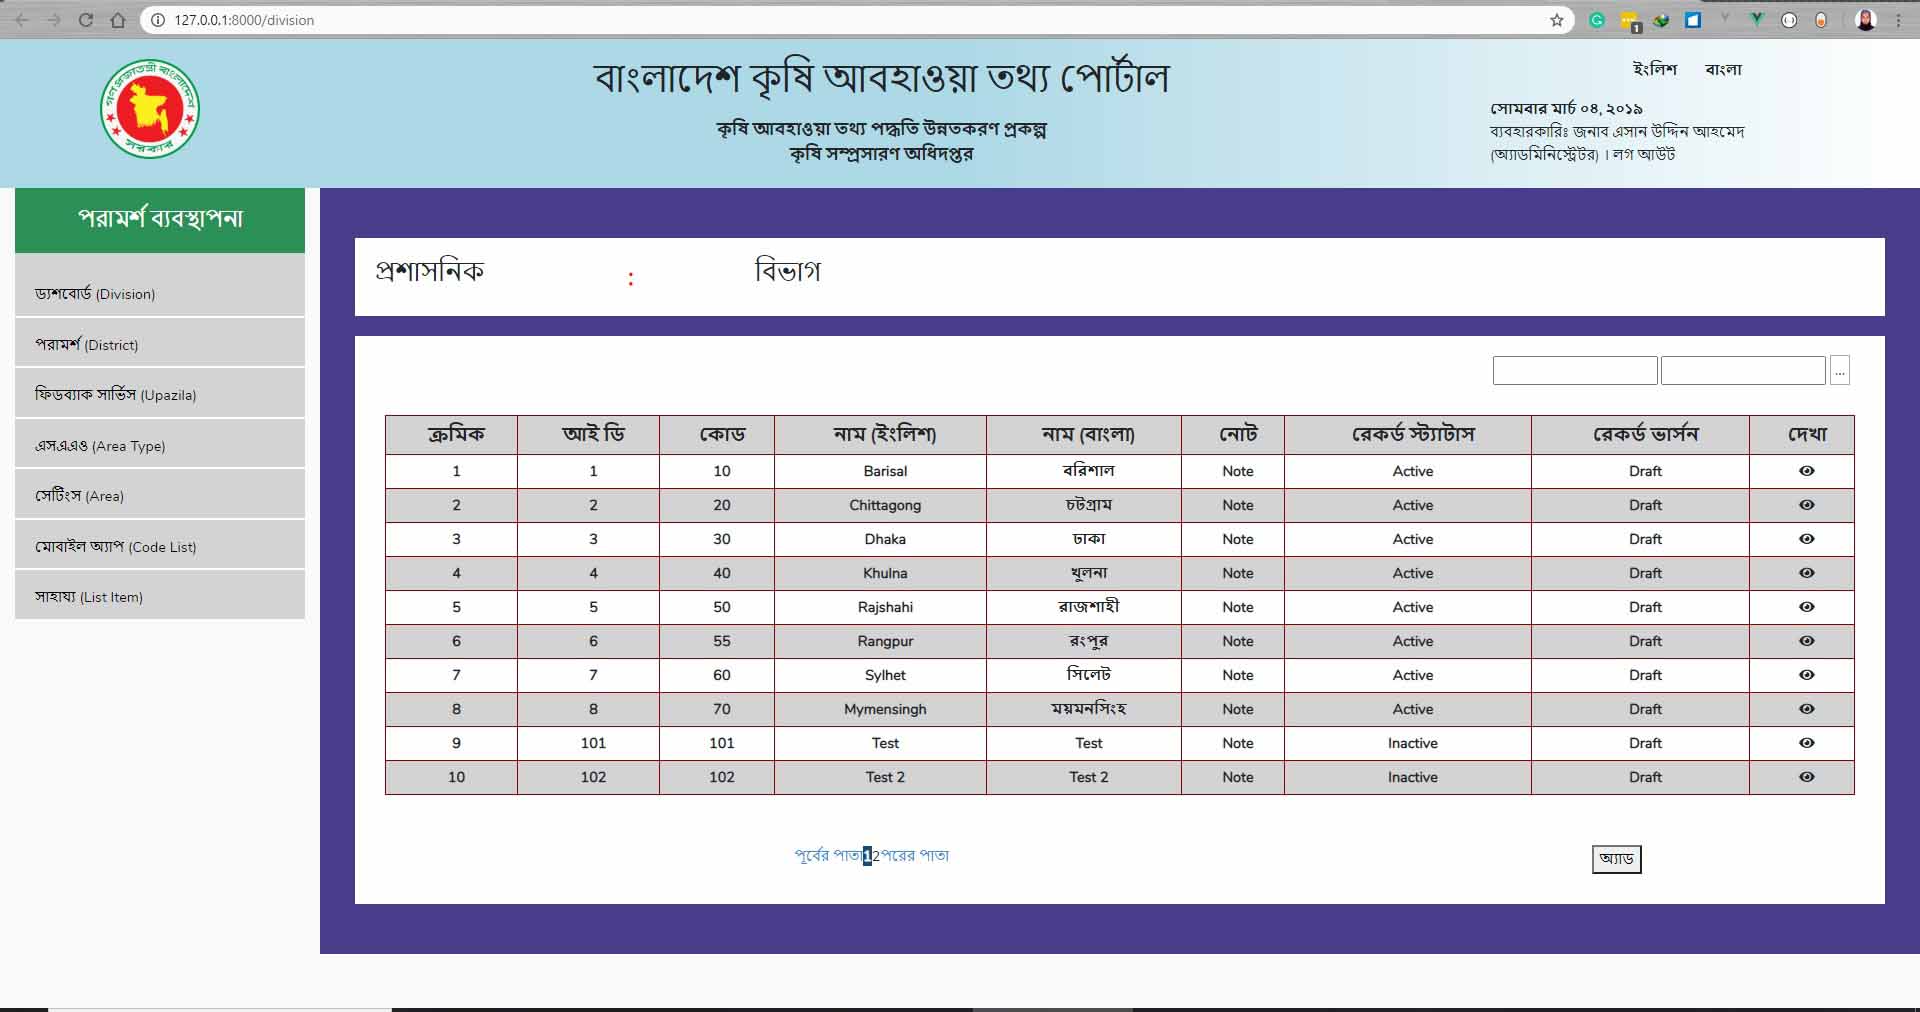 127.0.0.1:8000/division
1
গণপ্রজাতন্ত্রী বাংলাদেশ
সরকার
বাংলাদেশ কৃষি আবহাওয়া তথ্য পোর্টাল
কৃষি আবহাওয়া তথ্য পদ্ধতি উন্নতকরণ প্রকল্প
কৃষি সম্প্রসারণ অধিদপ্তর
ইংলিশ বাংলা
সোমবার মার্চ ০৪, ২০১৯
ব্যবহারকারিঃ জনাব এসান উদ্দিন আহমেদ
(অ্যাডমিনিস্ট্রেটর) । লগ আউট
পরামর্শ ব্যবস্থাপনা
ড্যশবোর্ড (Division)
পরামর্শ (District)
ফিডব্যাক সার্ভিস (Upazila)
এসএএও (Area Type)
সেটিংস (Area)
মোবাইল অ্যাপ (Code List)
সাহায্য (List Item)
প্রশাসনিক : বিভাগ
...
ক্রমিক আই ডি কোড নাম (ইংলিশ) নাম (বাংলা) নোট রেকর্ড স্ট্যাটাস রেকর্ড ভার্সন দেখা
1 1 10 Barisal বরিশাল Note Active Draft
2 2 20 Chittagong চটগ্রাম Note Active Draft
3 3 30 Dhaka ঢাকা Note Active Draft
4 4 40 Khulna খুলনা Note Active Draft
5 5 50 Rajshahi রাজশাহী Note Active Draft
6 6 55 Rangpur রংপুর Note Active Draft
7 7 60 Sylhet সিলেট Note Active Draft
8 8 70 Mymensingh ময়মনসিংহ Note Active Draft
9 101 101 Test Test Note Inactive Draft
10 102 102 Test 2 Test 2 Note Inactive Draft
পূর্বের পাতা12পরের পাতা
অ্যাড